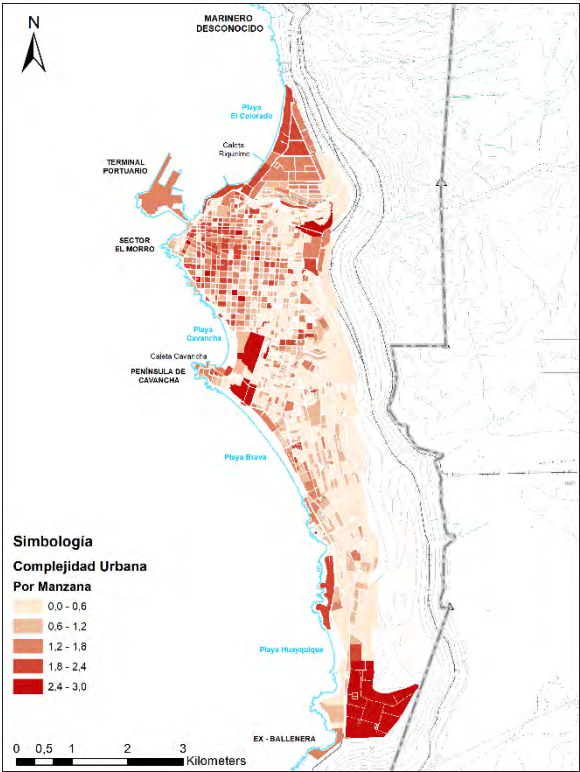 N
MARINERO
DESCONOCIDO
Playa
El Colorado
Caleta
Riquelme
TERMINAL
PORTUARIO
SECTOR
EL MORRO
Playa
Cavancha
Caleta Cavancha
PENÍNSULA DE
CAVANCHA
Playa Brava
Simbología
Complejidad Urbana
Por Manzana
0,0 - 0,6
0,6 - 1,2
1,2 - 1,8
1,8 - 2,4
2,4 - 3,0
Playa Huayquique
EX - BALLENERA
0 0,5 1 2 3
Kilometers